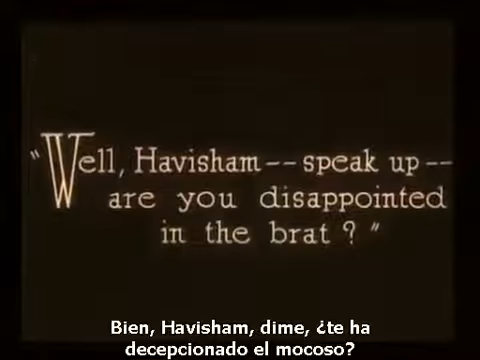 "Well, Havisham -- speak up --
are you disappointed
in the brat? "
Bien, Havisham, dime, ¿te ha
decepcionado el mocoso?